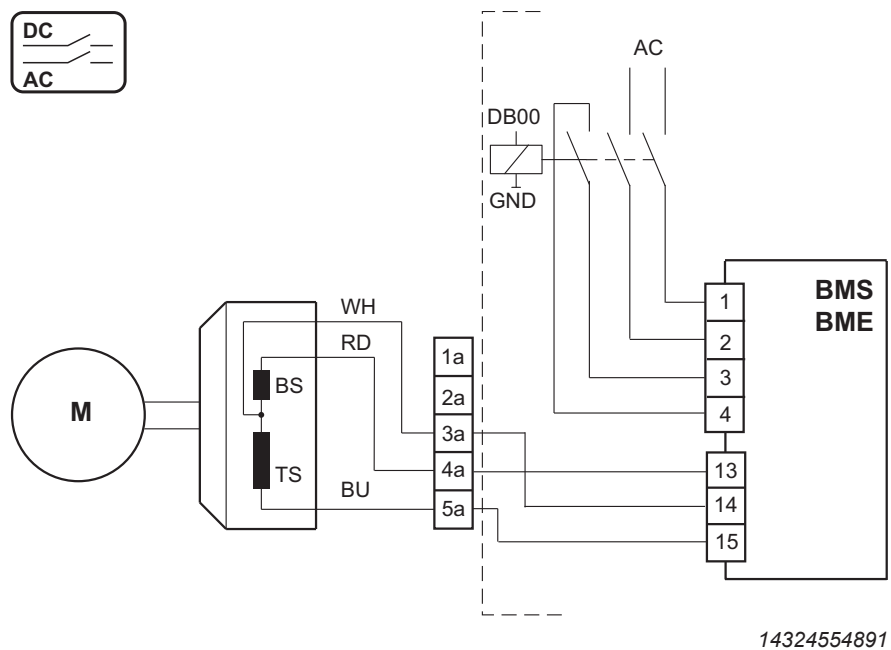 DC
AC
AC
DB00
GND
BMS
BME
1
2
3
4
13
14
15
WH
RD
BS
TS
BU
M
1a
2a
3a
4a
5a
14324554891